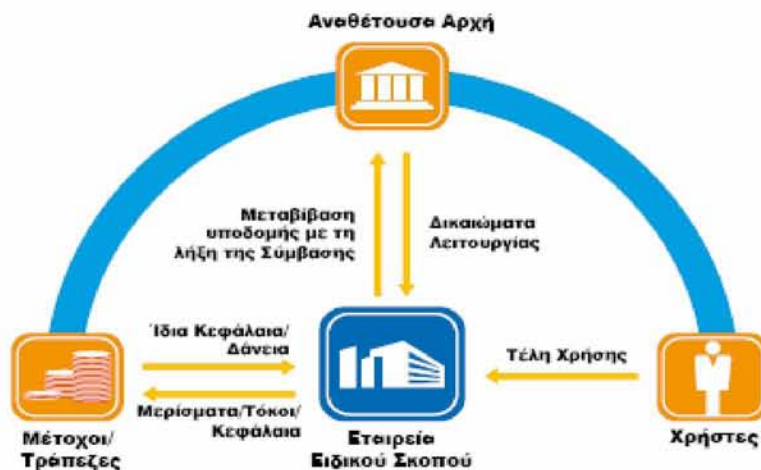 Αναθέτουσα Αρχή
Μεταβίβαση
υποδομής με τη
λήξη της Σύμβασης
Δικαιώματα
Λειτουργίας
Ίδια Κεφάλαια/
Δάνεια
Τέλη Χρήσης
Μερίσματα/Τόκοι/
Κεφάλαια
Μέτοχοι/
Τράπεζες
Εταιρεία
Ειδικού Σκοπού
Χρήστες